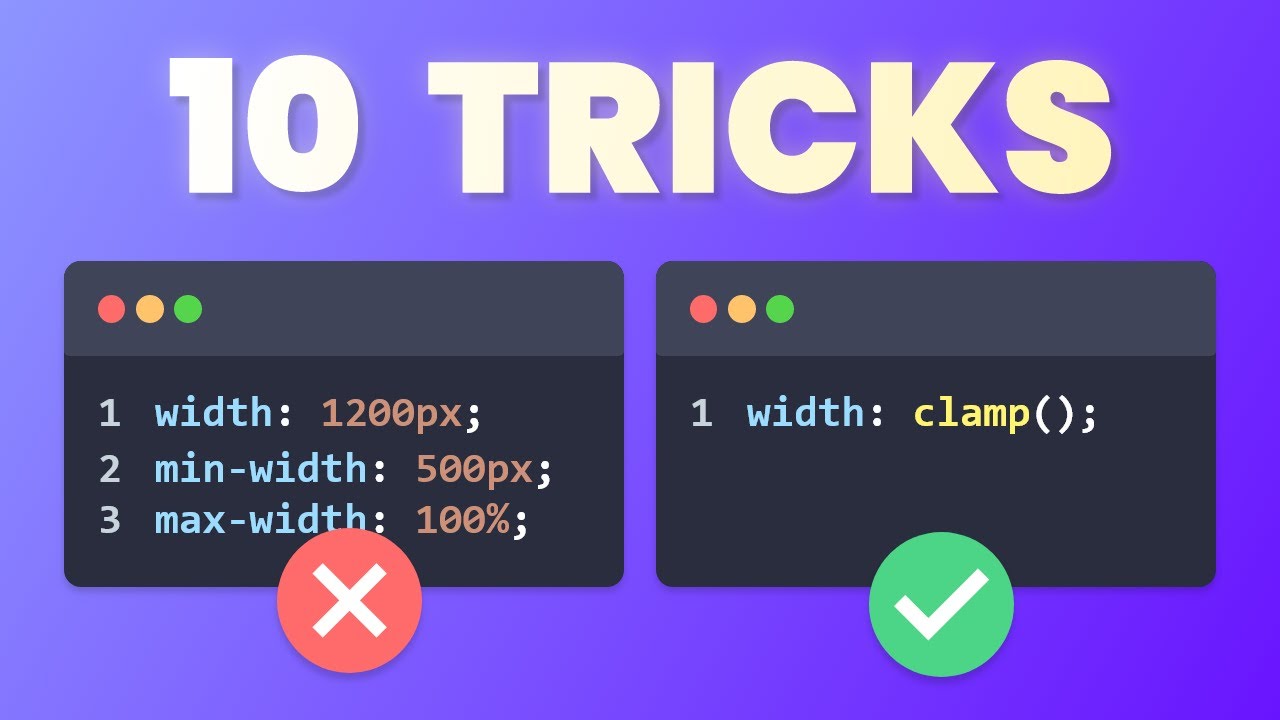 10 TRICKS
1 width: 1200px;
2 min-width: 500px;
3 max-width: 100%;
1 width: clamp();